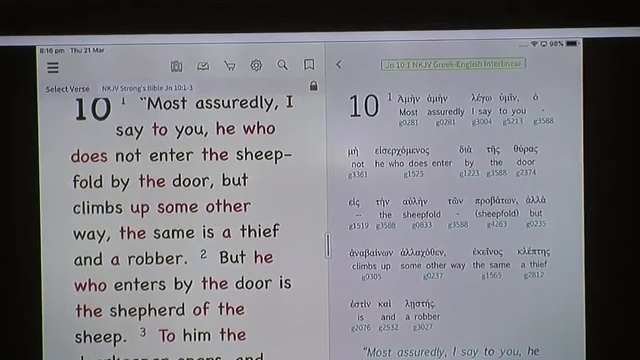 8:16 pm Thu 21 Mar
98%
Select Verse NKJV Strong's Bible Jn 10:1-3
10 1 "Most assuredly, I
say to you, he who
does not enter the sheep-
fold by the door, but
climbs up some other
way, the same is a thief
and a robber. 2 But he
who enters by the door is
the shepherd of the
sheep. 3 To him the
Jn 10:1 NKJV Greek-English Interlinear
10 1 Ἀμὴν ἀμὴν λέγω ὑμῖν, ὁ
Most assuredly I say to you -
g0281 g0281 g3004 g5213 g3588
μὴ εἰσερχόμενος διὰ τῆς θύρας
not he who does enter by the door
g3361 g1525 g1223 g3588 g2374
εἰς τὴν αὐλὴν τῶν προβάτων, ἀλλὰ
-- the sheepfold - (sheepfold) but
g1519 g3588 g0833 g3588 g4263 g0235
ἀναβαίνων ἀλλαχόθεν, ἐκεῖνος κλέπτης
climbs up some other way the same a thief
g0305 g0237 g1565 g2812
ἐστὶν καὶ λῃστής.
is and a robber
g2076 g2532 g3027
"Most assuredly, I say to you, he